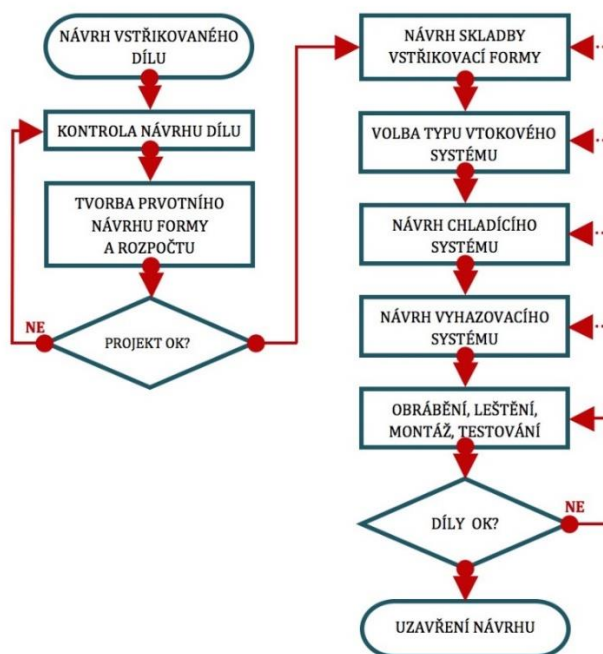 NÁVRH VSTŘIKOVANÉHO
DÍLU
KONTROLA NÁVRHU DÍLU
TVORBA PRVOTNÍHO
NÁVRHU FORMY
A ROZPOČTU
NE
PROJEKT OK?
NÁVRH SKLADBY
VSTŘIKOVACÍ FORMY
VOLBA TYPU VTOKOVÉHO
SYSTÉMU
NÁVRH CHLADÍCÍHO
SYSTÉMU
NÁVRH VYHAZOVACÍHO
SYSTÉMU
OBRÁBĚNÍ, LEŠTĚNÍ,
MONTÁŽ, TESTOVÁNÍ
NE
DÍLY OK?
UZAVŘENÍ NÁVRHU